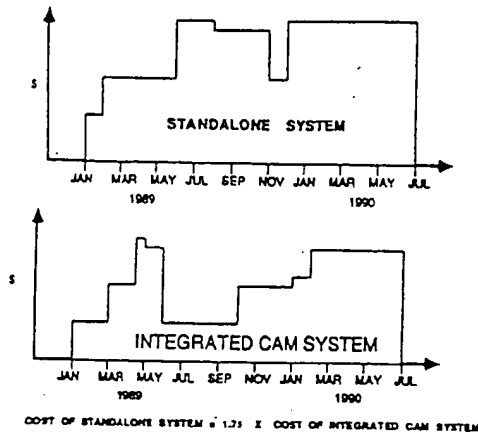 $
STANDALONE SYSTEM
JAN MAR MAY JUL SEP NOV JAN MAR MAY JUL
1989 1990
$
INTEGRATED CAM SYSTEM
JAN MAR MAY JUL SEP NOV JAN MAR MAY JUL
1989 1990
COST OF STANDALONE SYSTEM = 1.75 X COST OF INTEGRATED CAM SYSTEM